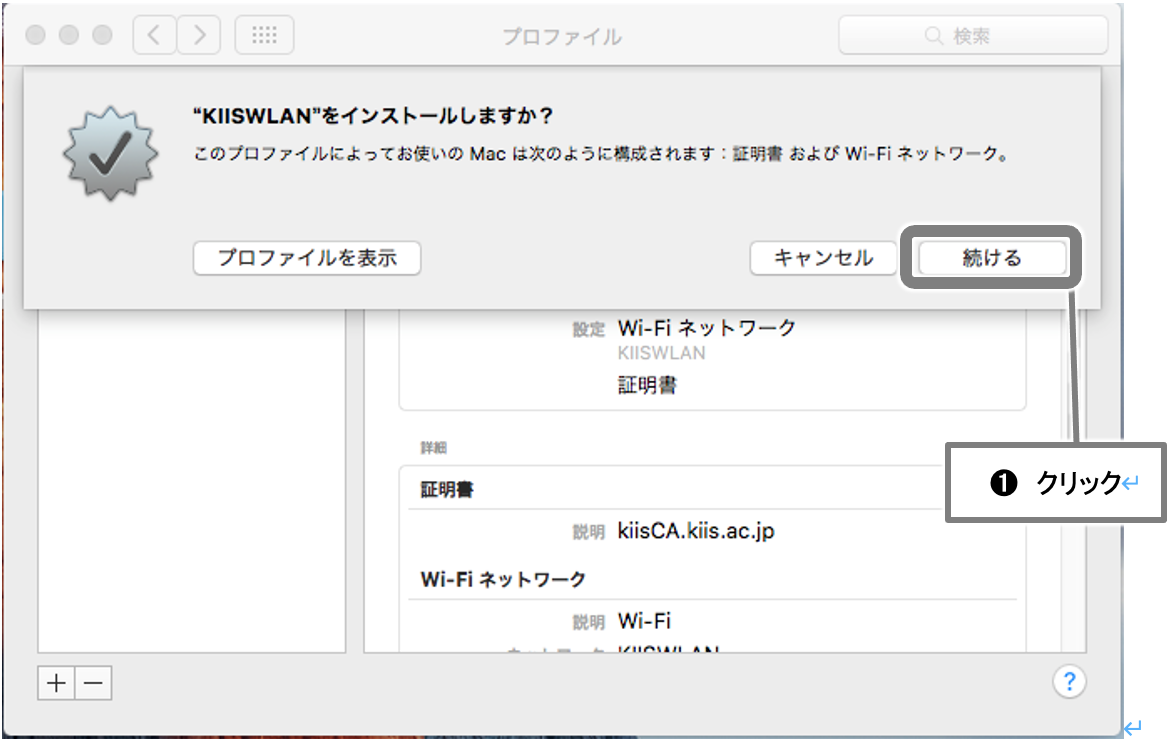 プロファイル
検索
“KIISWLAN”をインストールしますか？
このプロファイルによってお使いの Mac は次のように構成されます：証明書 および Wi-Fi ネットワーク。
プロファイルを表示
キャンセル
続ける
設定 Wi-Fi ネットワーク
KIISWLAN
証明書
詳細
証明書
❶ クリック↵
説明 kiisCA.kiis.ac.jp
Wi-Fi ネットワーク
説明 Wi-Fi
ネットワーク KIISWLAN
+ −
?
↵